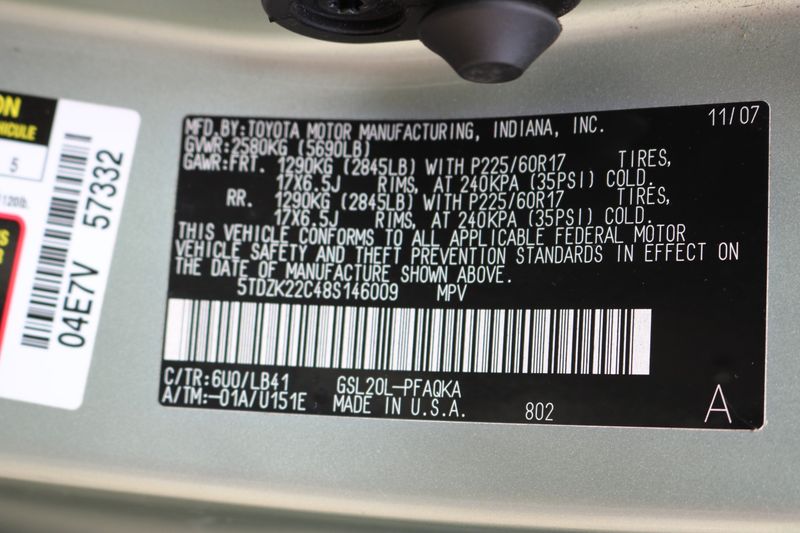 ON
HICULE
5
120lb.
04E7V 57332
MFD.BY:TOYOTA MOTOR MANUFACTURING, INDIANA, INC. 11/07
GVWR:2580KG (5690LB)
GAWR:FRT. 1290KG (2845LB) WITH P225/60R17 TIRES,
17X6.5J RIMS, AT 240KPA (35PSI) COLD.
RR. 1290KG (2845LB) WITH P225/60R17 TIRES,
17X6.5J RIMS, AT 240KPA (35PSI) COLD.
THIS VEHICLE CONFORMS TO ALL APPLICABLE FEDERAL MOTOR
VEHICLE SAFETY AND THEFT PREVENTION STANDARDS IN EFFECT ON
THE DATE OF MANUFACTURE SHOWN ABOVE.
5TDZK22C48S146009 MPV
C/TR:6U0/LB41 GSL20L-PFAQKA
A/TM:-01A/U151E MADE IN U.S.A. 802 A